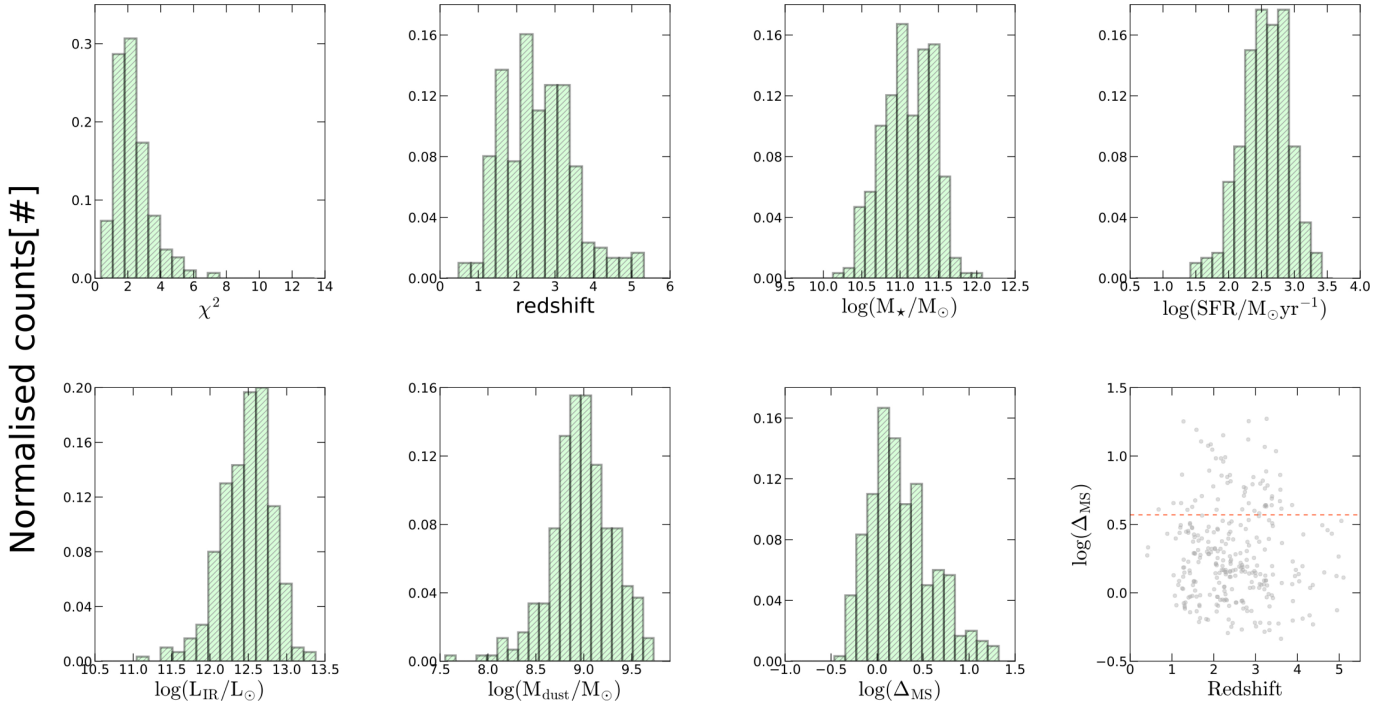 Normalised counts[#]
0.3
0.2
0.1
0.0
0 2 4 6 8 10 12 14
χ²
0.16
0.12
0.08
0.04
0.00
0 1 2 3 4 5 6
redshift
0.16
0.12
0.08
0.04
0.00
9.5 10.0 10.5 11.0 11.5 12.0 12.5
log(M⋆/M⊙)
0.16
0.12
0.08
0.04
0.00
0.5 1.0 1.5 2.0 2.5 3.0 3.5 4.0
log(SFR/M⊙yr⁻¹)
0.20
0.16
0.12
0.08
0.04
0.00
10.5 11.0 11.5 12.0 12.5 13.0 13.5
log(L_IR/L⊙)
0.16
0.12
0.08
0.04
0.00
7.5 8.0 8.5 9.0 9.5
log(M_dust/M⊙)
0.16
0.12
0.08
0.04
0.00
−1.0 −0.5 0.0 0.5 1.0 1.5
log(Δ_MS)
log(Δ_MS)
1.5
1.0
0.5
0.0
−0.5
0 1 2 3 4 5
Redshift